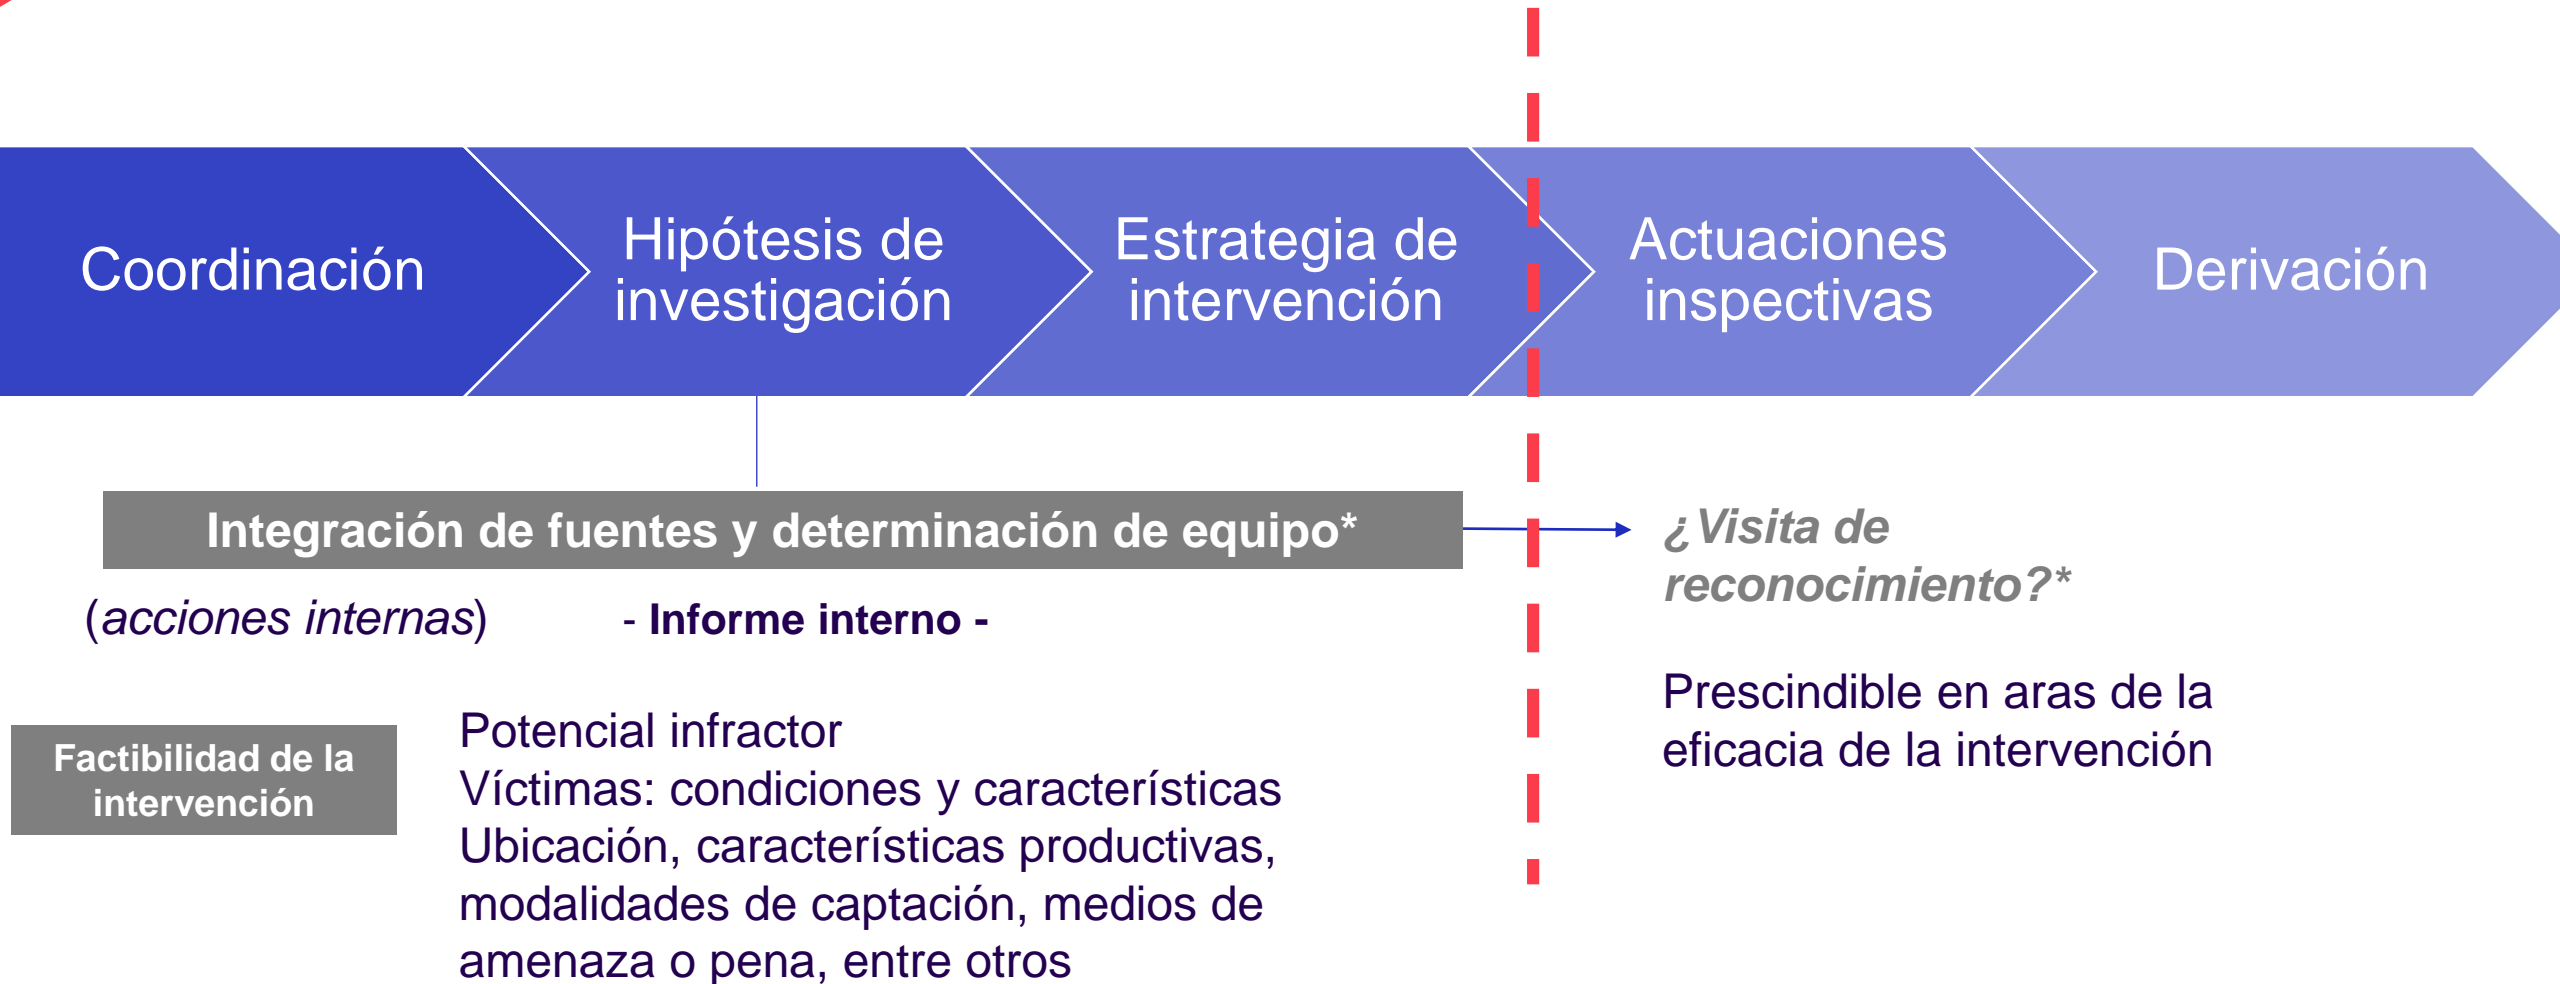 Coordinación
Hipótesis de
investigación
Estrategia de
intervención
Actuaciones
inspectivas
Derivación
Integración de fuentes y determinación de equipo*
¿Visita de
reconocimiento?*
(acciones internas)
- Informe interno -
Prescindible en aras de la
eficacia de la intervención
Factibilidad de la
intervención
Potencial infractor
Víctimas: condiciones y características
Ubicación, características productivas,
modalidades de captación, medios de
amenaza o pena, entre otros